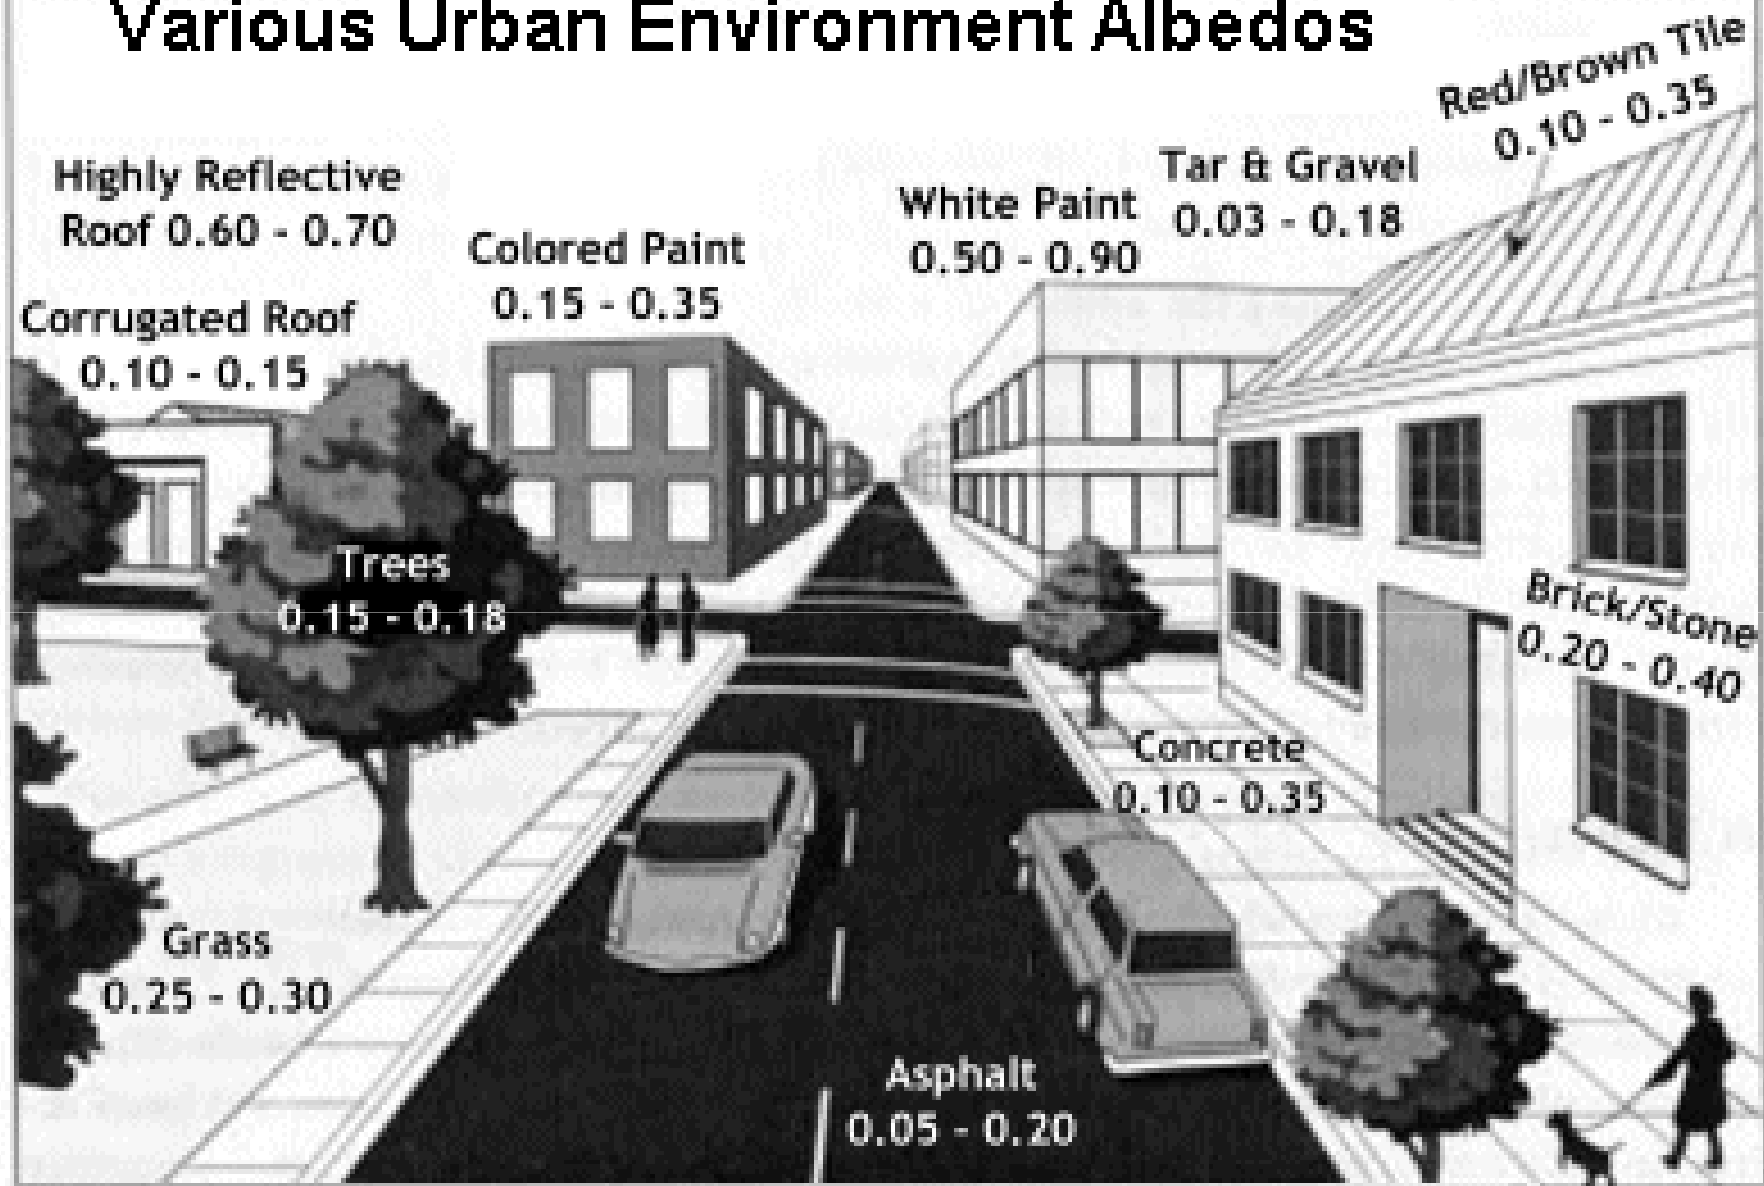 Various Urban Environment Albedos
Red/Brown Tile
0.10 - 0.35
Highly Reflective
Roof 0.60 - 0.70
Tar & Gravel
0.03 - 0.18
White Paint
0.50 - 0.90
Colored Paint
0.15 - 0.35
Corrugated Roof
0.10 - 0.15
Trees
0.15 - 0.18
Brick/Stone
0.20 - 0.40
Concrete
0.10 - 0.35
Grass
0.25 - 0.30
Asphalt
0.05 - 0.20